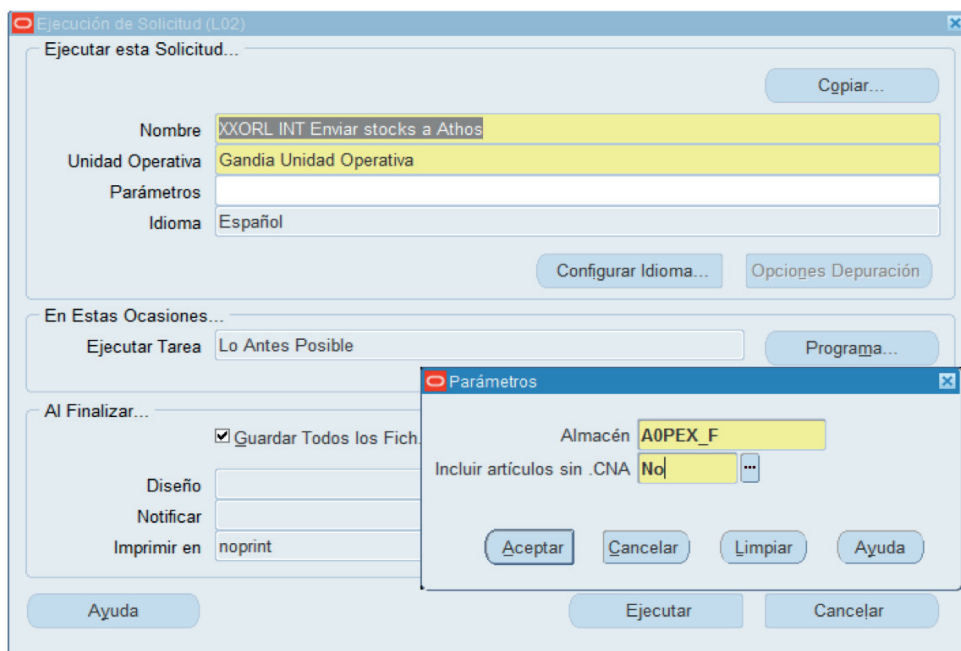 Ejecución de Solicitud (L02)
Ejecutar esta Solicitud...
Copiar...
Nombre XXORL INT Enviar stocks a Athos
Unidad Operativa Gandia Unidad Operativa
Parámetros
Idioma Español
Configurar Idioma... Opciones Depuración
En Estas Ocasiones...
Ejecutar Tarea Lo Antes Posible Programa...
Al Finalizar...
Guardar Todos los Fich.
Diseño
Notificar
Imprimir en noprint
Ayuda Ejecutar Cancelar
Parámetros
Almacén A0PEX_F
Incluir artículos sin .CNA No ...
Aceptar Cancelar Limpiar Ayuda